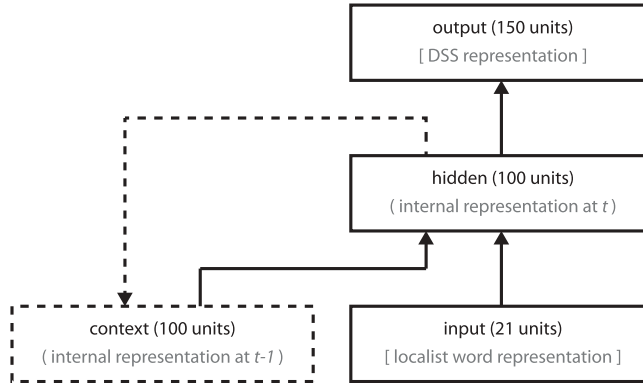 output (150 units)
[ DSS representation ]
hidden (100 units)
( internal representation at t )
context (100 units)
( internal representation at t-1 )
input (21 units)
[ localist word representation ]